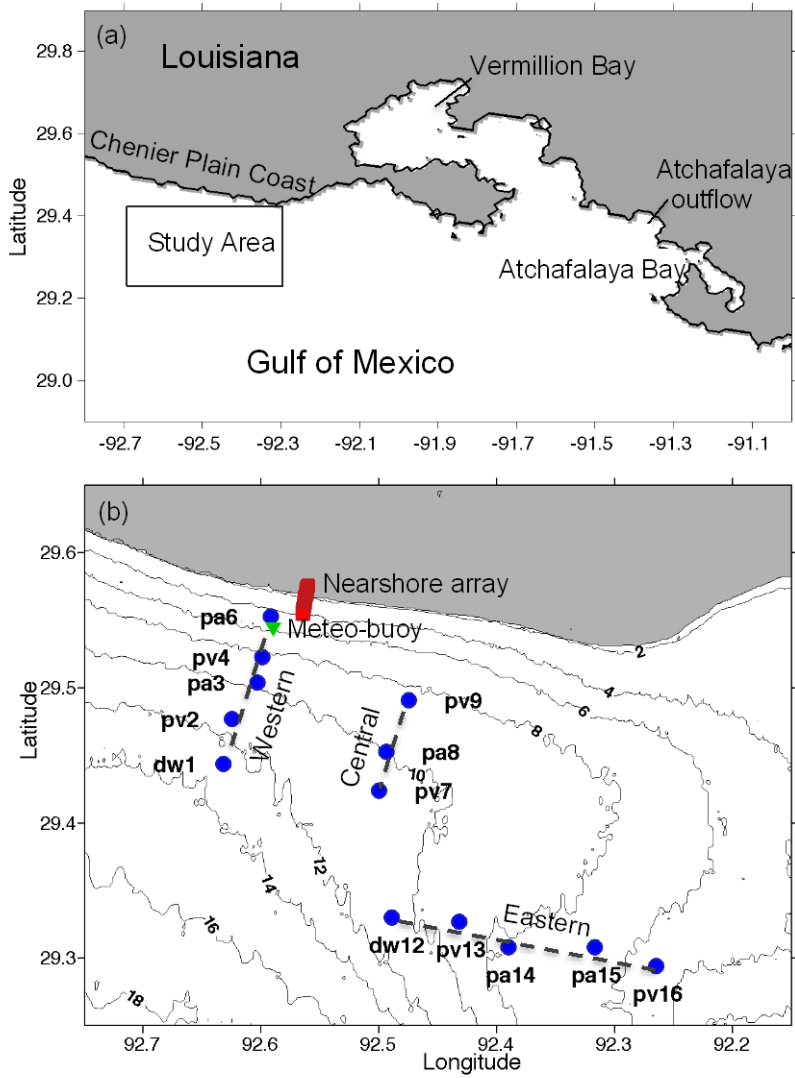 (a)
Louisiana
Vermillion Bay
Chenier Plain Coast
Atchafalaya
outflow
Study Area
Atchafalaya Bay
Gulf of Mexico
Latitude
29.8
29.6
29.4
29.2
29.0
-92.7 -92.5 -92.3 -92.1 -91.9 -91.7 -91.5 -91.3 -91.1
(b)
Nearshore array
pa6
Meteo-buoy
pv4
pa3
pv2
dw1
Western
Central
pv9
pa8
pv7
Eastern
dw12
pv13
pa14
pa15
pv16
2
4
6
8
10
12
14
16
18
Latitude
29.6
29.5
29.4
29.3
92.7 92.6 92.5 92.4 92.3 92.2
Longitude